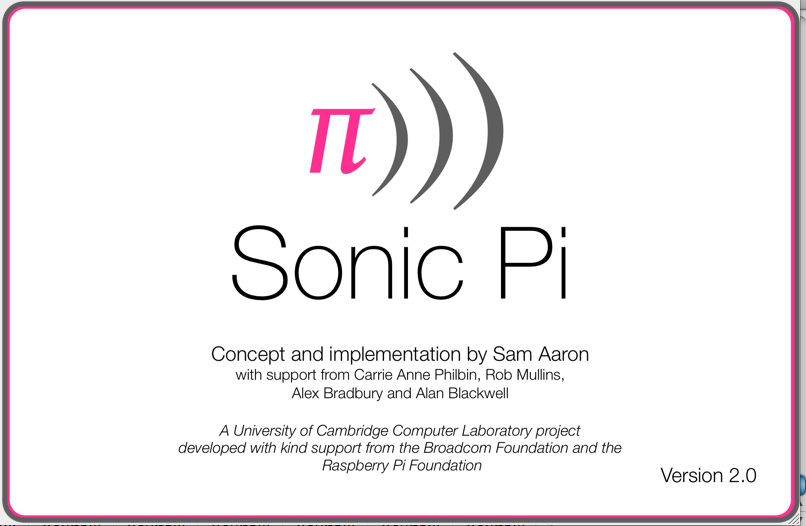 π
Sonic Pi
Concept and implementation by Sam Aaron
with support from Carrie Anne Philbin, Rob Mullins,
Alex Bradbury and Alan Blackwell
A University of Cambridge Computer Laboratory project
developed with kind support from the Broadcom Foundation and the
Raspberry Pi Foundation
Version 2.0